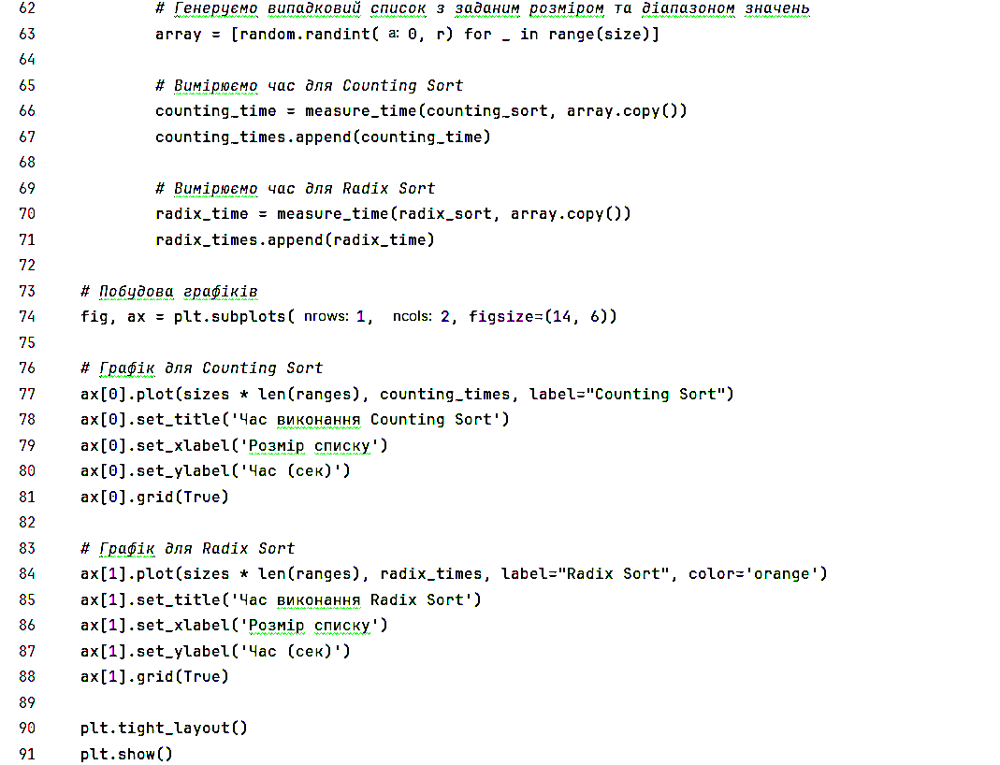 62 # Генеруємо випадковий список з заданим розміром та діапазоном значень
63 array = [random.randint( a: 0, r) for _ in range(size)]
64
65 # Вимірюємо час для Counting Sort
66 counting_time = measure_time(counting_sort, array.copy())
67 counting_times.append(counting_time)
68
69 # Вимірюємо час для Radix Sort
70 radix_time = measure_time(radix_sort, array.copy())
71 radix_times.append(radix_time)
72
73 # Побудова графіків
74 fig, ax = plt.subplots( nrows: 1, ncols: 2, figsize=(14, 6))
75
76 # Графік для Counting Sort
77 ax[0].plot(sizes * len(ranges), counting_times, label="Counting Sort")
78 ax[0].set_title('Час виконання Counting Sort')
79 ax[0].set_xlabel('Розмір списку')
80 ax[0].set_ylabel('Час (сек)')
81 ax[0].grid(True)
82
83 # Графік для Radix Sort
84 ax[1].plot(sizes * len(ranges), radix_times, label="Radix Sort", color='orange')
85 ax[1].set_title('Час виконання Radix Sort')
86 ax[1].set_xlabel('Розмір списку')
87 ax[1].set_ylabel('Час (сек)')
88 ax[1].grid(True)
89
90 plt.tight_layout()
91 plt.show()